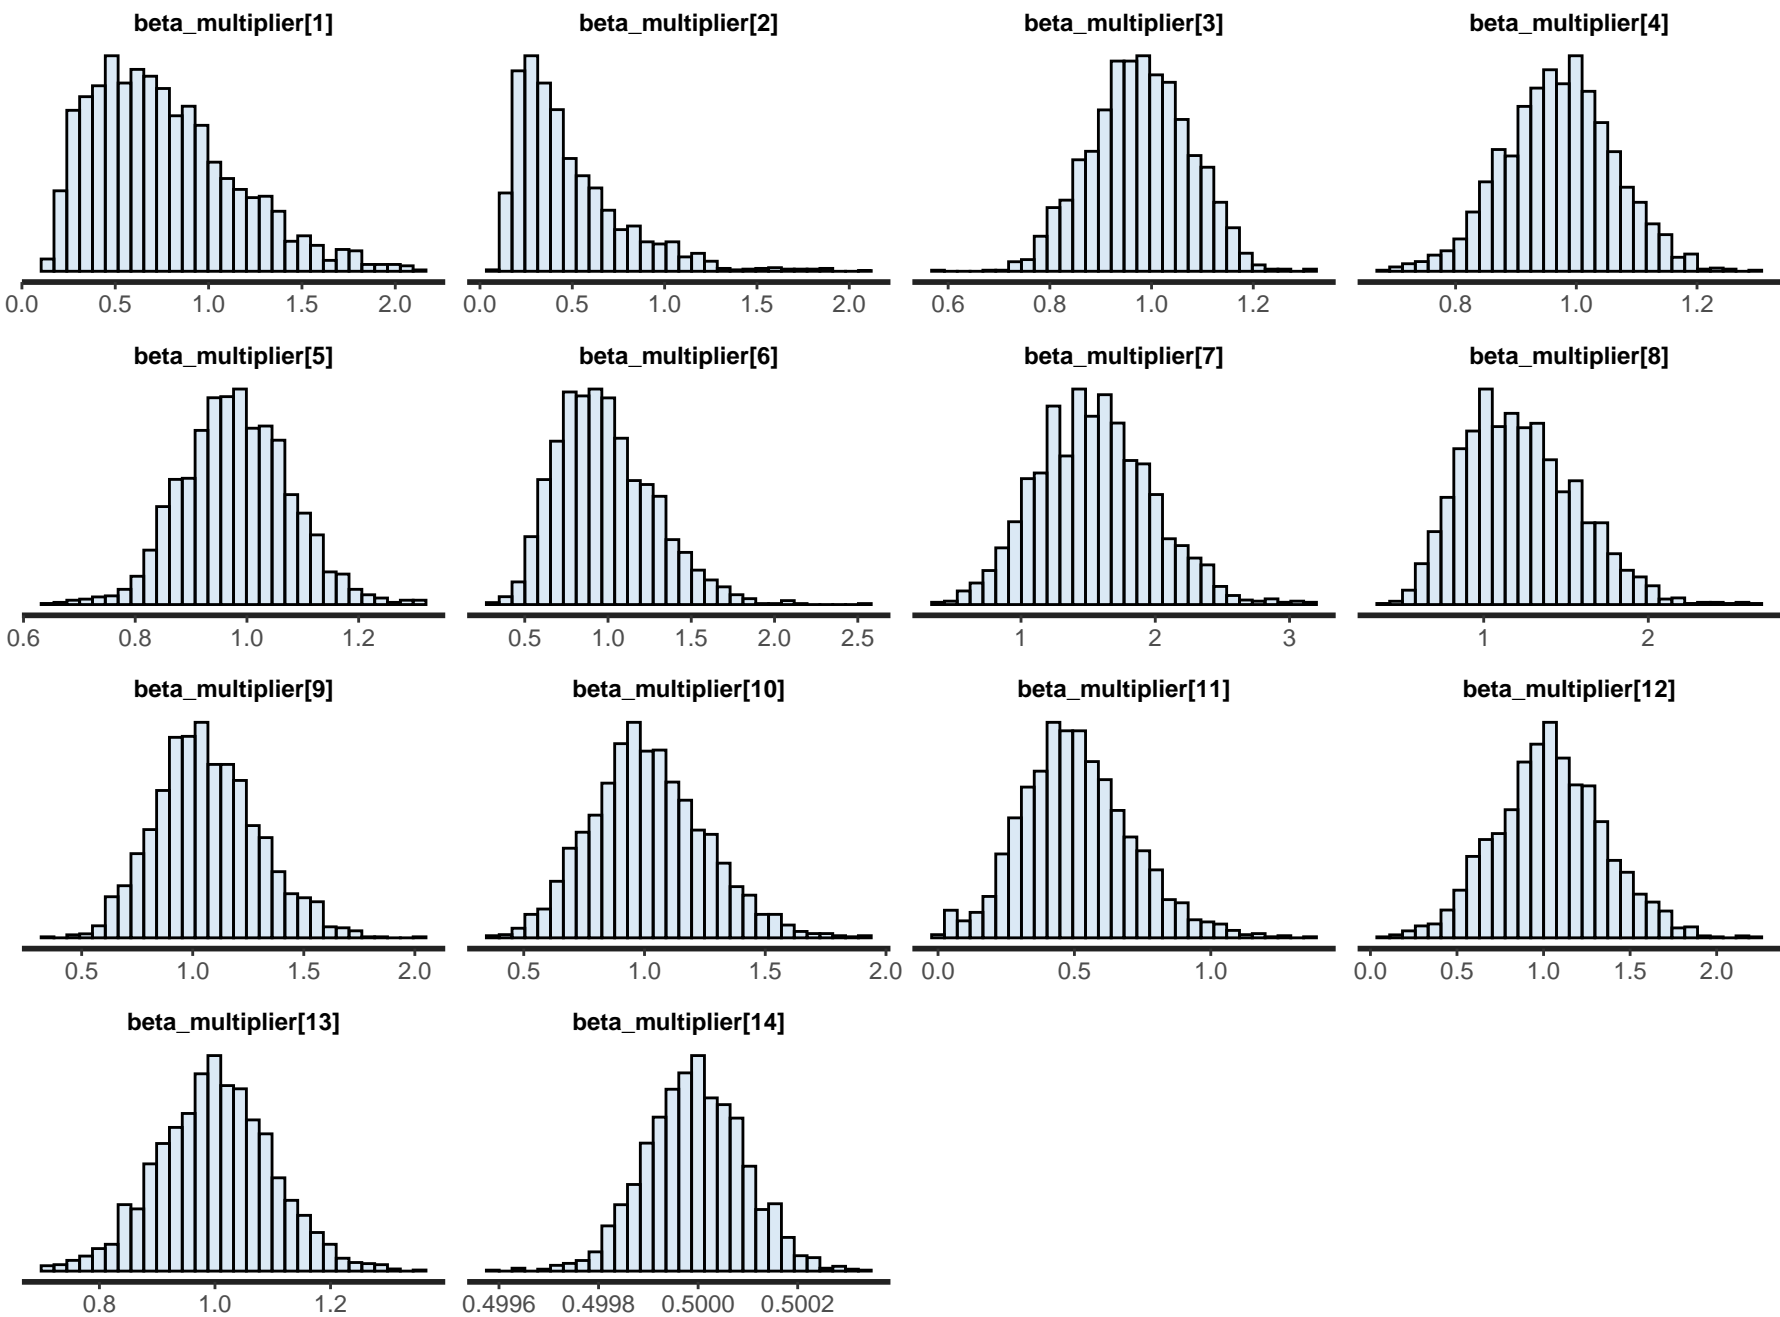 beta_multiplier[1] beta_multiplier[2] beta_multiplier[3] beta_multiplier[4]
0.0 0.5 1.0 1.5 2.0 0.0 0.5 1.0 1.5 2.0 0.6 0.8 1.0 1.2 0.8 1.0 1.2
beta_multiplier[5] beta_multiplier[6] beta_multiplier[7] beta_multiplier[8]
0.6 0.8 1.0 1.2 0.5 1.0 1.5 2.0 2.5 1 2 3 1 2
beta_multiplier[9] beta_multiplier[10] beta_multiplier[11] beta_multiplier[12]
0.5 1.0 1.5 2.0 0.5 1.0 1.5 2.0 0.0 0.5 1.0 0.0 0.5 1.0 1.5 2.0
beta_multiplier[13] beta_multiplier[14]
0.8 1.0 1.2 0.4996 0.4998 0.5000 0.5002